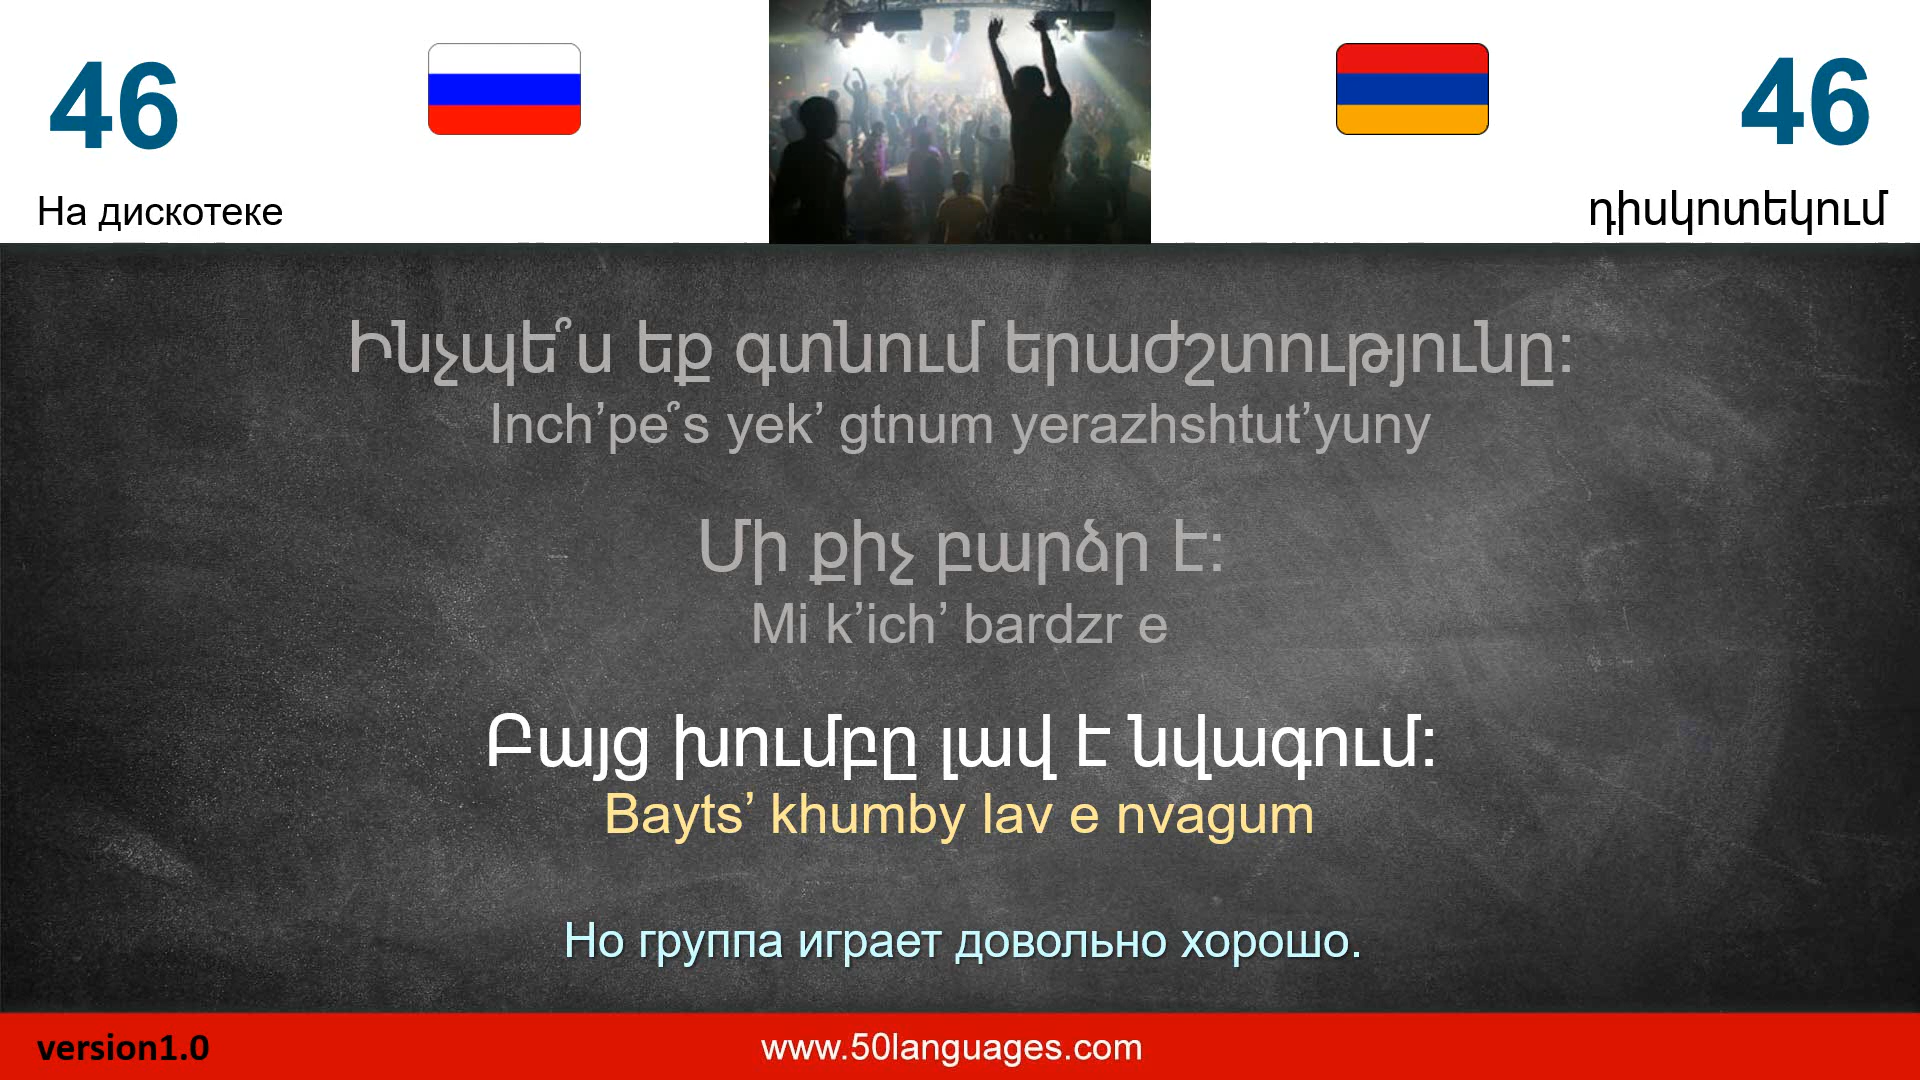 46
46
На дискотеке
դիսկոտեկում
Ինչպե՞ս եք գտնում երաժշտությունը:
Inch’pe՞s yek’ gtnum yerazhshtut’yuny
Մի քիչ բարձր է:
Mi k’ich’ bardzr e
Բայց խումբը լավ է նվագում:
Bayts’ khumby lav e nvagum
Но группа играет довольно хорошо.
version1.0
www.50languages.com